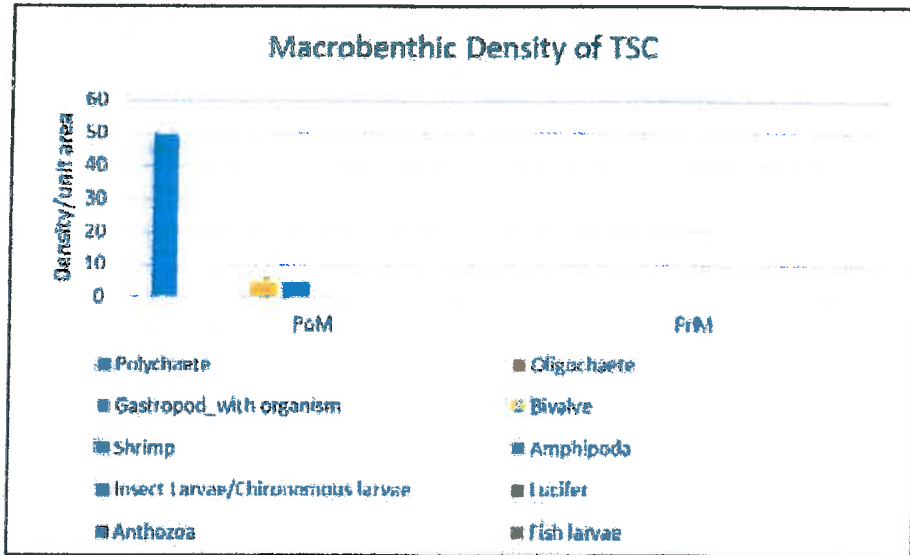 Macrobenthic Density of TSC
Density/unit area
60
50
40
30
20
10
0
PoM
PrM
Polychaete
Oligochaete
Gastropod_with organism
Bivalve
Shrimp
Amphipoda
Insect Larvae/Chironomous larvae
Lucifer
Anthozoa
Fish larvae